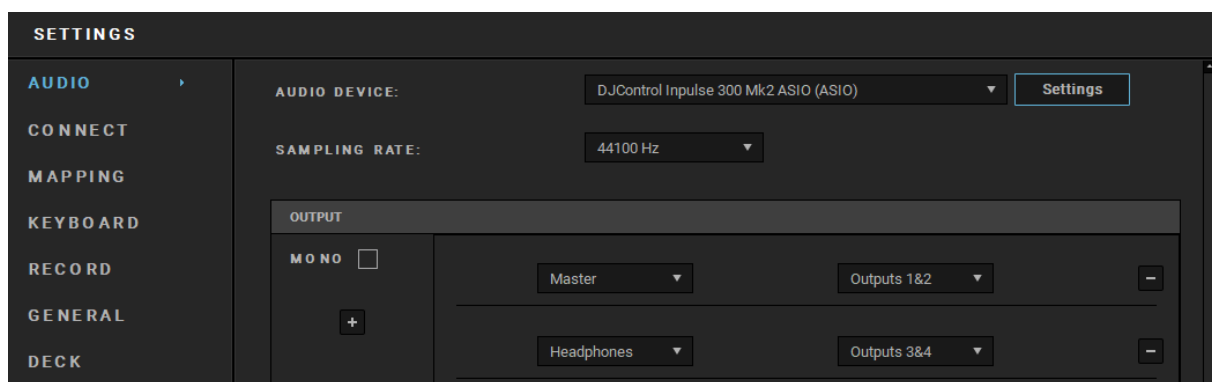 SETTINGS
AUDIO
CONNECT
MAPPING
KEYBOARD
RECORD
GENERAL
DECK
AUDIO DEVICE: DJControl Inpulse 300 Mk2 ASIO (ASIO) Settings
SAMPLING RATE: 44100 Hz
OUTPUT
MONO
+
Master Outputs 1&2 -
Headphones Outputs 3&4 -